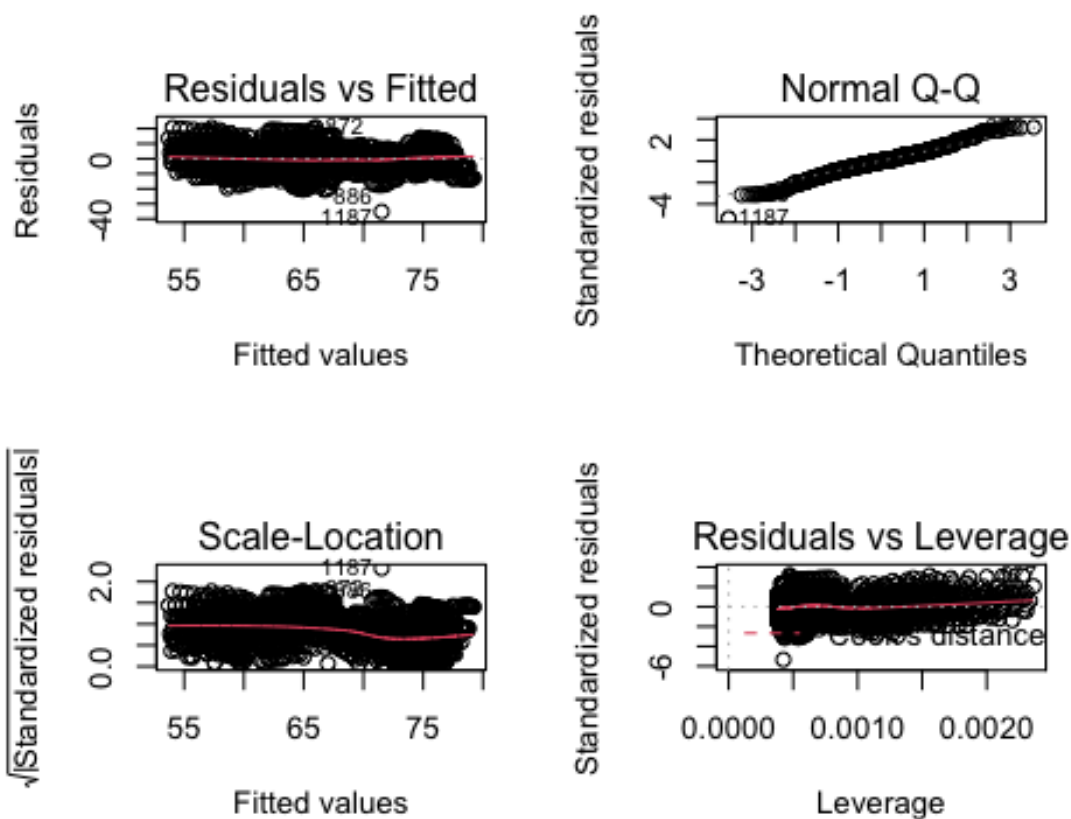 Residuals vs Fitted
Residuals
0
-40
872
886
1187
55 65 75
Fitted values
Normal Q-Q
Standardized residuals
2
-4
1187
-3 -1 1 3
Theoretical Quantiles
Scale-Location
√|Standardized residuals|
2.0
0.0
1187
55 65 75
Fitted values
Residuals vs Leverage
Standardized residuals
0
-6
Cook's distance
0.0000 0.0010 0.0020
Leverage